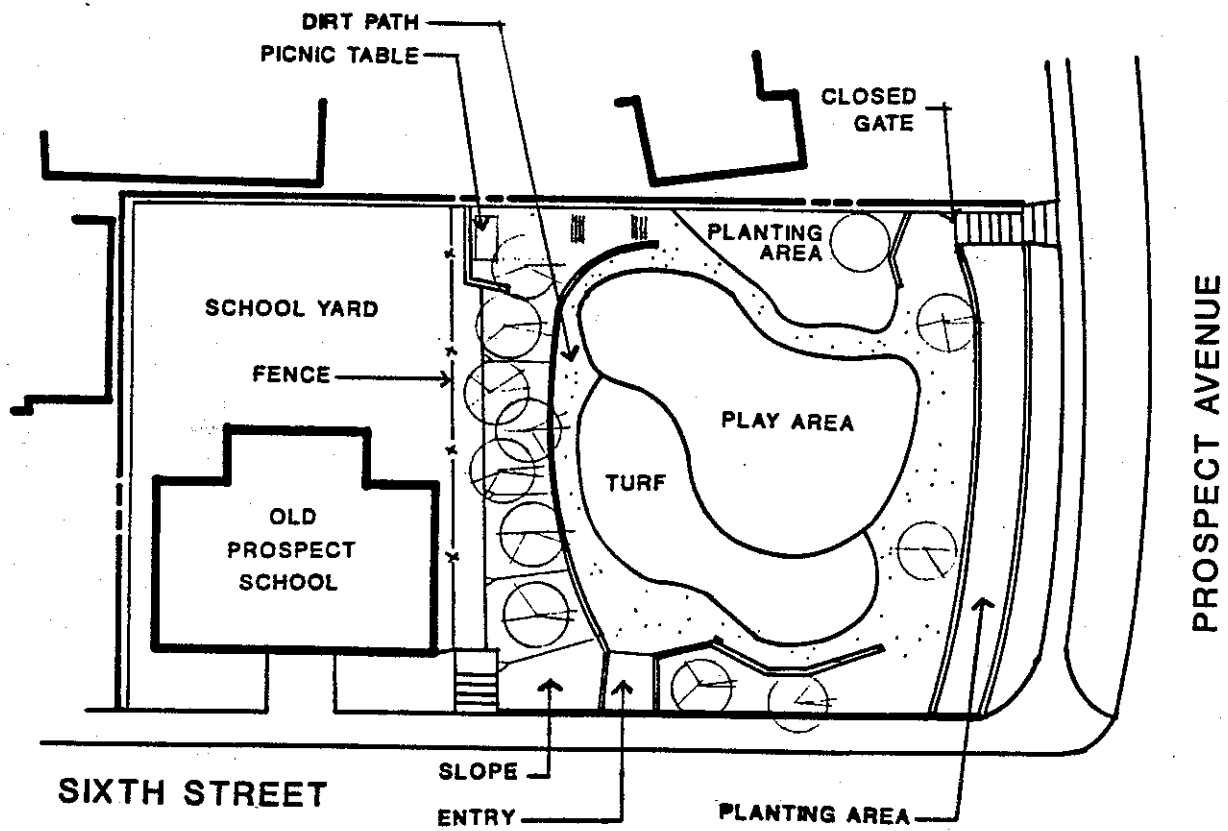 DIRT PATH
PICNIC TABLE
CLOSED
GATE
PLANTING
AREA
SCHOOL YARD
FENCE
PLAY AREA
TURF
OLD
PROSPECT
SCHOOL
PROSPECT AVENUE
SLOPE
SIXTH STREET
ENTRY
PLANTING AREA